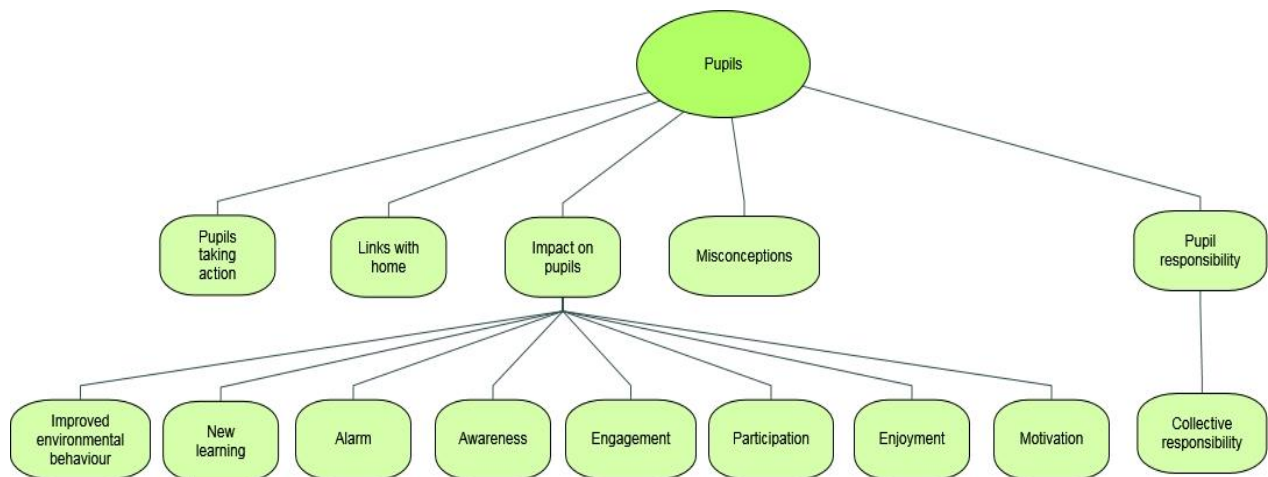 Pupils
Pupils
taking
action
Links with
home
Impact on
pupils
Misconceptions
Pupil
responsibility
Improved
environmental
behaviour
New
learning
Alarm
Awareness
Engagement
Participation
Enjoyment
Motivation
Collective
responsibility